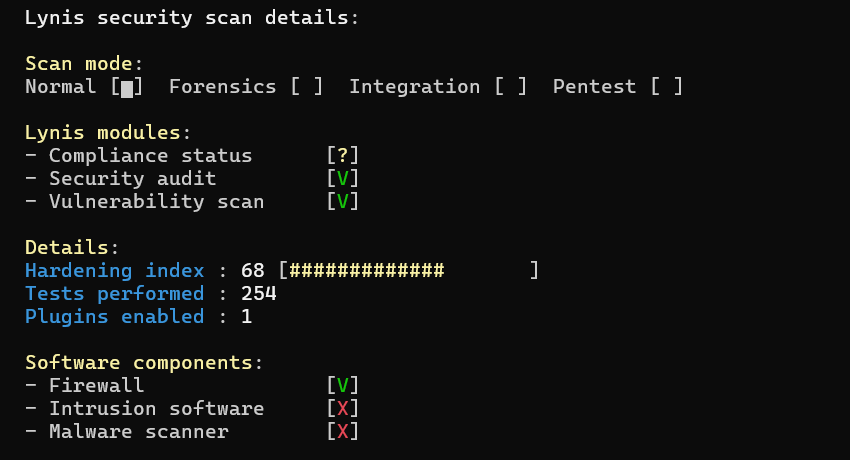 Lynis security scan details:
Scan mode:
Normal [■]  Forensics [ ]  Integration [ ]  Pentest [ ]
Lynis modules:
- Compliance status      [?]
- Security audit         [V]
- Vulnerability scan     [V]
Details:
Hardening index : 68 [#############       ]
Tests performed : 254
Plugins enabled : 1
Software components:
- Firewall               [V]
- Intrusion software     [X]
- Malware scanner        [X]